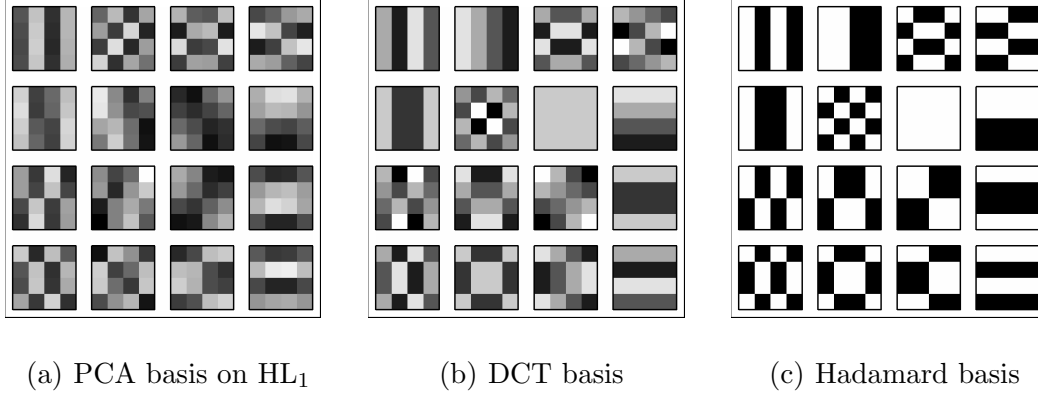 (a) PCA basis on HL₁
(b) DCT basis
(c) Hadamard basis